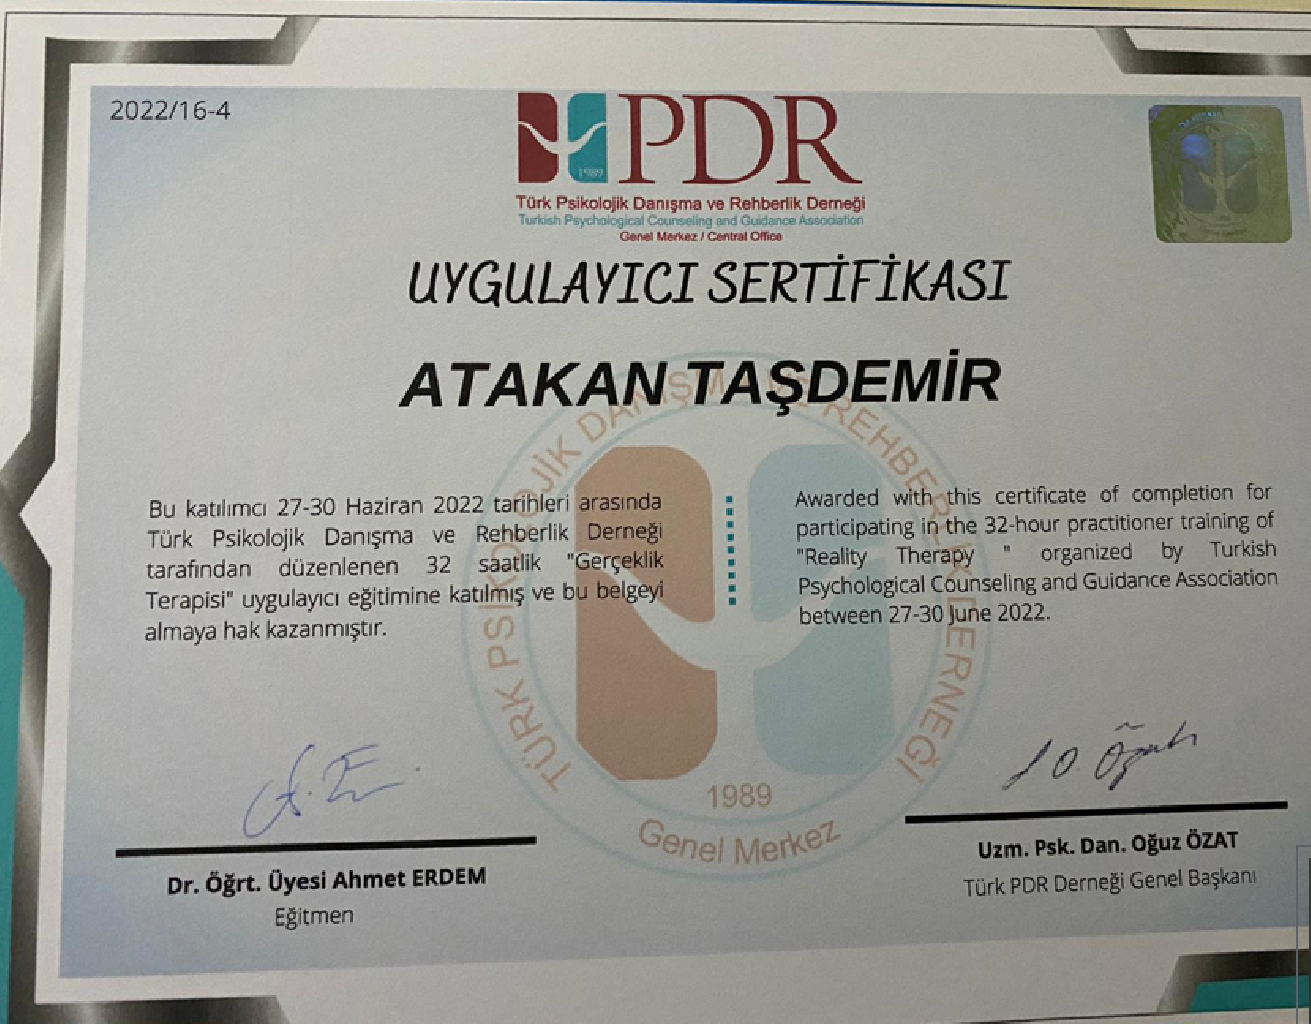 2022/16-4
1989
PDR
Türk Psikolojik Danışma ve Rehberlik Derneği
Turkish Psychological Counseling and Guidance Association
Genel Merkez / Central Office
UYGULAYICI SERTİFİKASI
ATAKAN TAŞDEMİR
Bu katılımcı 27-30 Haziran 2022 tarihleri arasında
Türk Psikolojik Danışma ve Rehberlik Derneği
tarafından düzenlenen 32 saatlik "Gerçeklik
Terapisi" uygulayıcı eğitimine katılmış ve bu belgeyi
almaya hak kazanmıştır.
Awarded with this certificate of completion for
participating in the 32-hour practitioner training of
"Reality Therapy " organized by Turkish
Psychological Counseling and Guidance Association
between 27-30 June 2022.
TÜRK PSİKOLOJİK DANIŞMA VE REHBERLİK DERNEĞİ
1989
Genel Merkez
Dr. Öğrt. Üyesi Ahmet ERDEM
Eğitmen
Uzm. Psk. Dan. Oğuz ÖZAT
Türk PDR Derneği Genel Başkanı